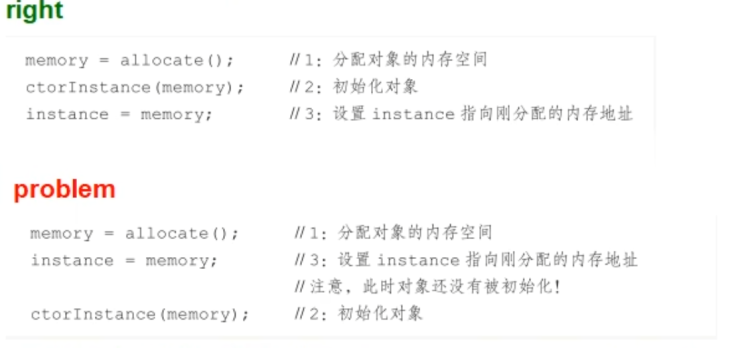 right
memory = allocate();    //1: 分配对象的内存空间
ctorInstance(memory);    //2: 初始化对象
instance = memory;    //3: 设置 instance 指向刚分配的内存地址
problem
memory = allocate();    //1: 分配对象的内存空间
instance = memory;    //3: 设置 instance 指向刚分配的内存地址
//注意，此时对象还没有被初始化！
ctorInstance(memory);    //2: 初始化对象